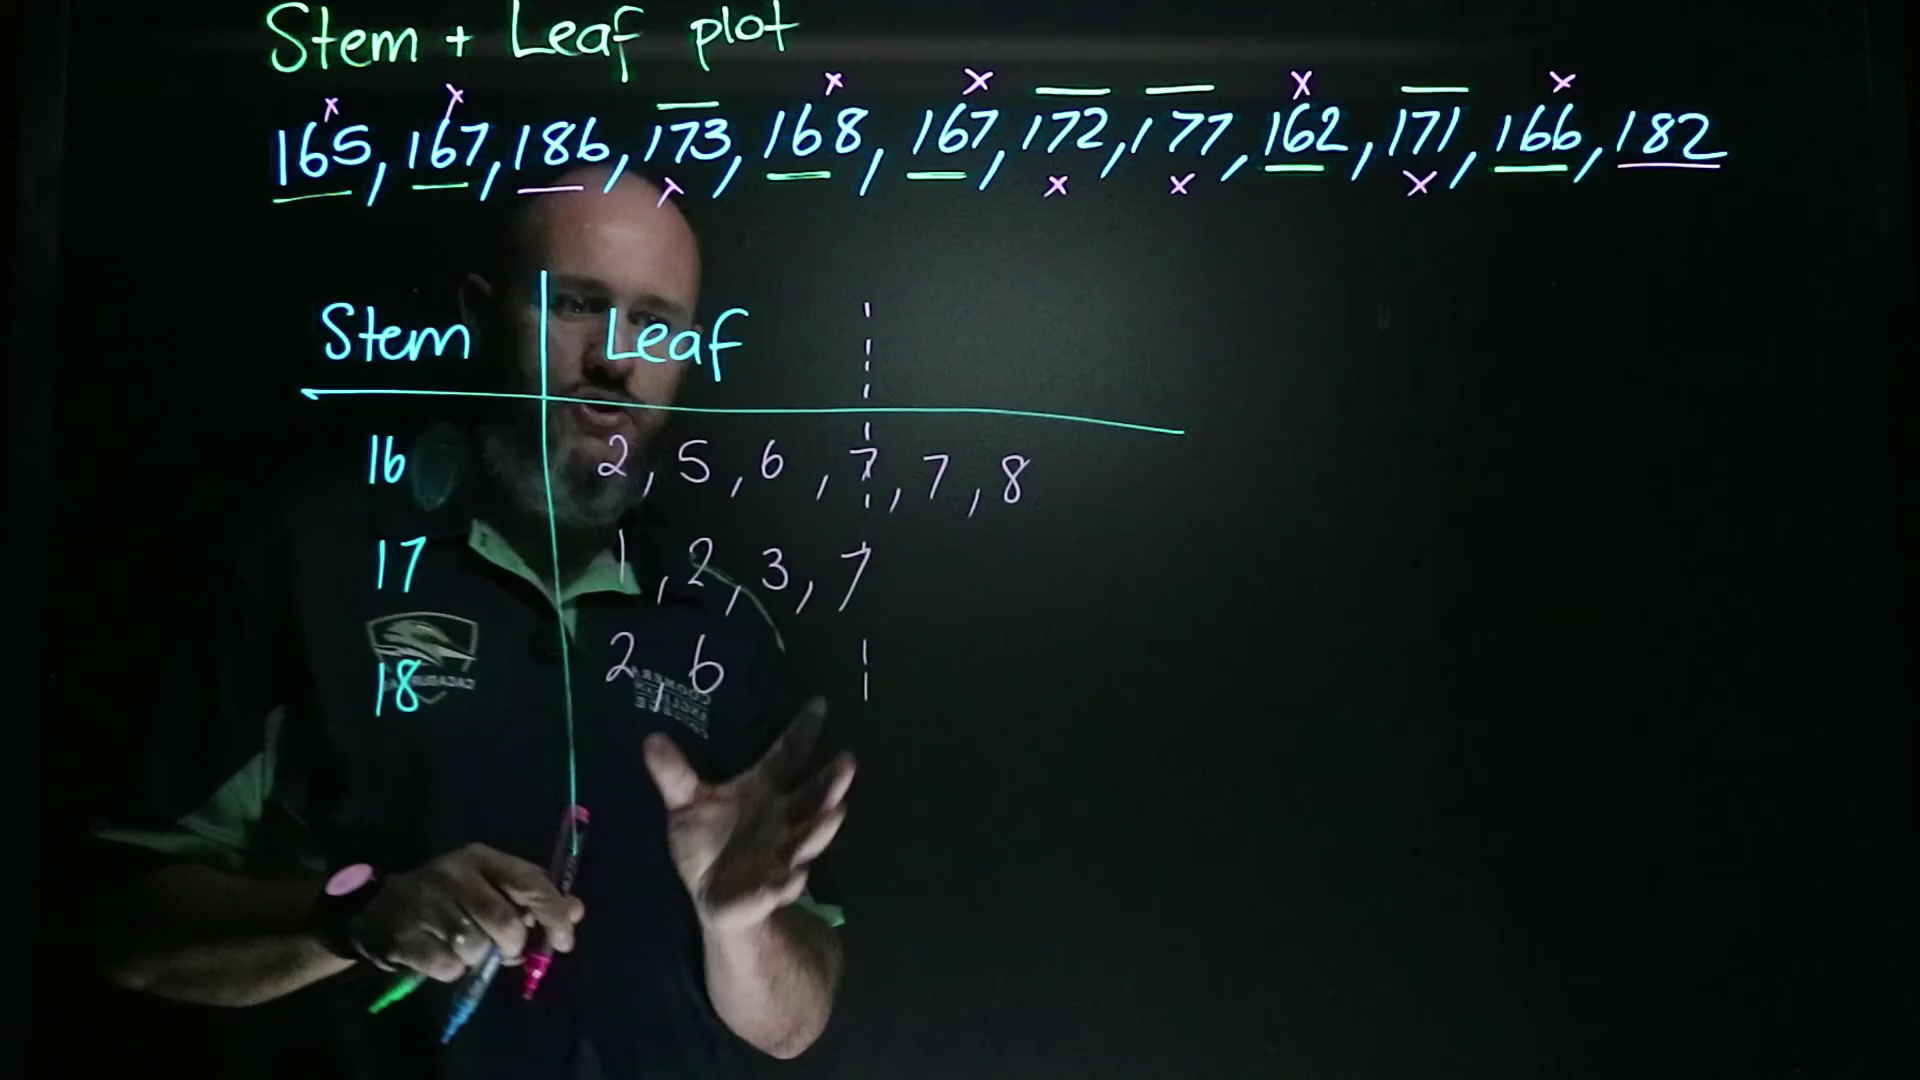 Stem + Leaf plot
165, 167, 186, 173, 168, 167, 172, 177, 162, 171, 166, 182
Stem Leaf
16 2, 5, 6, 7, 7, 8
17 1, 2, 3, 7
18 2, 6